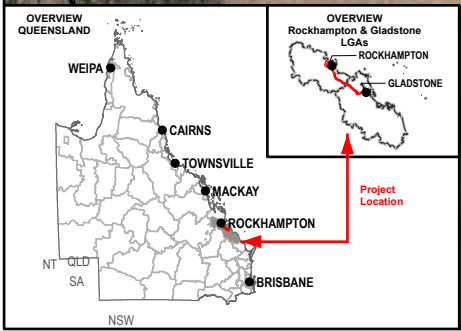 OVERVIEW
QUEENSLAND
WEIPA
CAIRNS
TOWNSVILLE
MACKAY
ROCKHAMPTON
BRISBANE
NT QLD
SA
NSW
OVERVIEW
Rockhampton & Gladstone
LGAs
ROCKHAMPTON
GLADSTONE
Project
Location